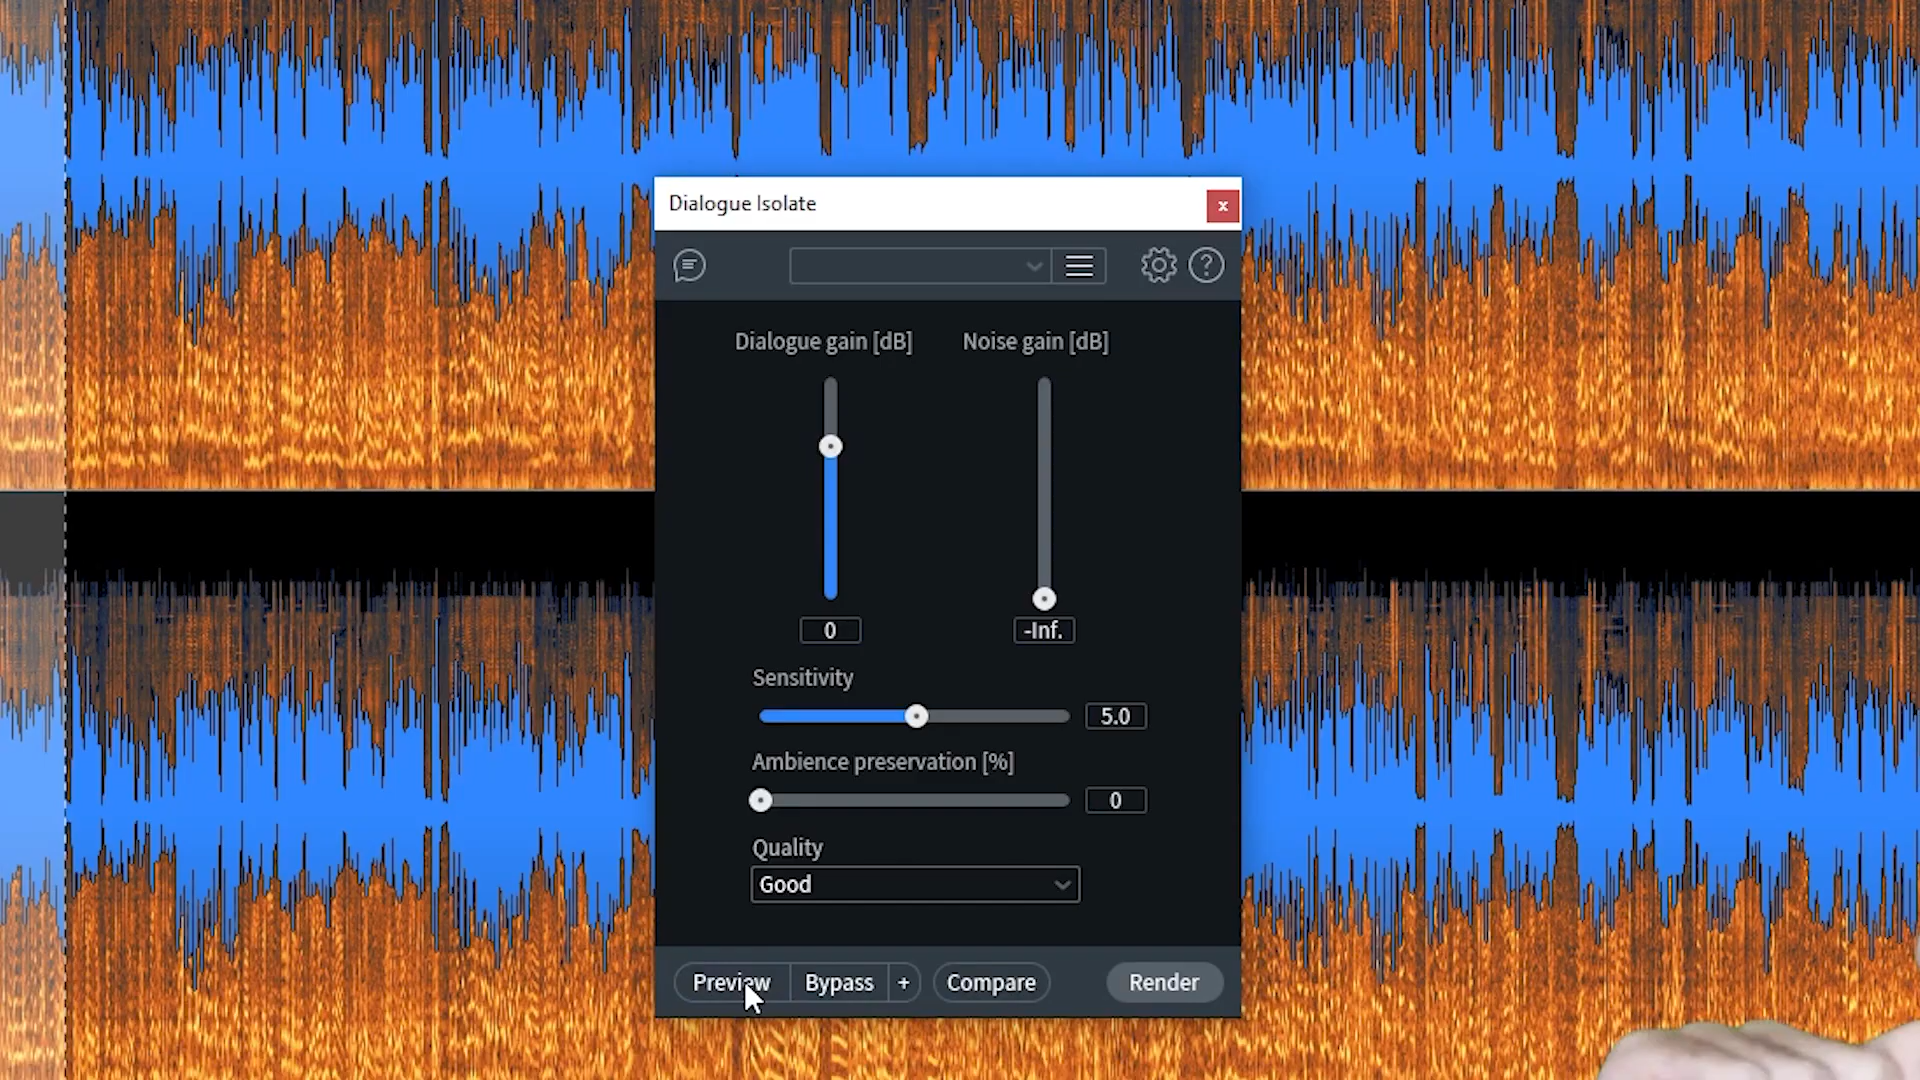 Dialogue Isolate
x
?
Dialogue gain [dB] Noise gain [dB]
0 -Inf.
Sensitivity
5.0
Ambience preservation [%]
0
Quality
Good
Preview Bypass + Compare Render